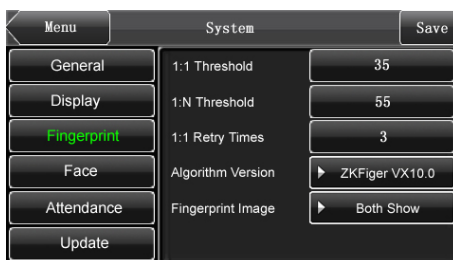 Menu System Save
General 1:1 Threshold 35
Display 1:N Threshold 55
Fingerprint 1:1 Retry Times 3
Face Algorithm Version ZKFiger VX10.0
Attendance Fingerprint Image Both Show
Update